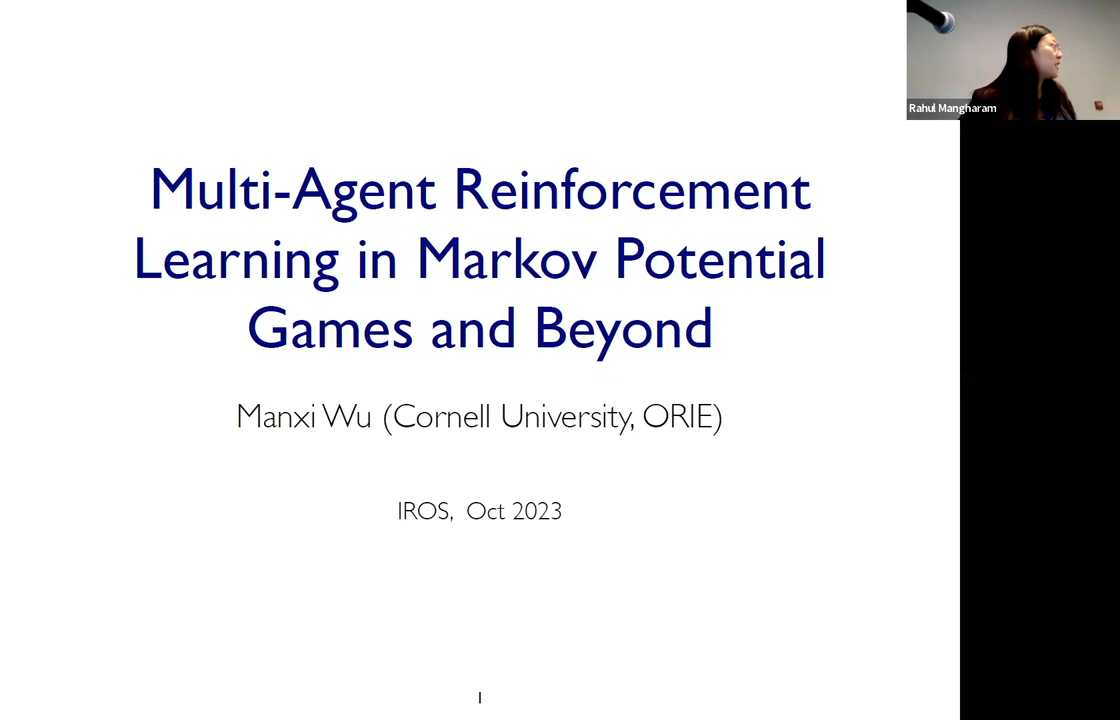 Rahul Mangharam
Multi-Agent Reinforcement
Learning in Markov Potential
Games and Beyond
Manxi Wu (Cornell University, ORIE)
IROS, Oct 2023
1